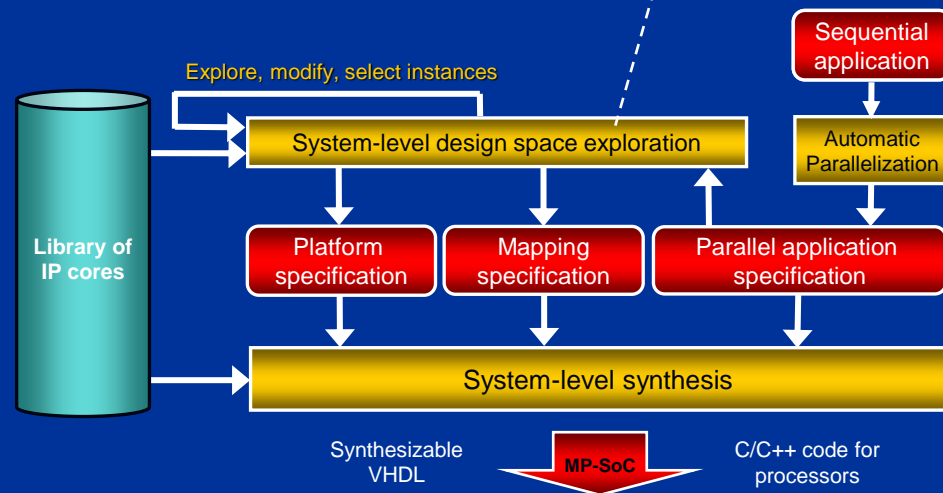 Sequential
application
Explore, modify, select instances
System-level design space exploration
Automatic
Parallelization
Library of
IP cores
Platform
specification
Mapping
specification
Parallel application
specification
System-level synthesis
Synthesizable
VHDL
MP-SoC
C/C++ code for
processors